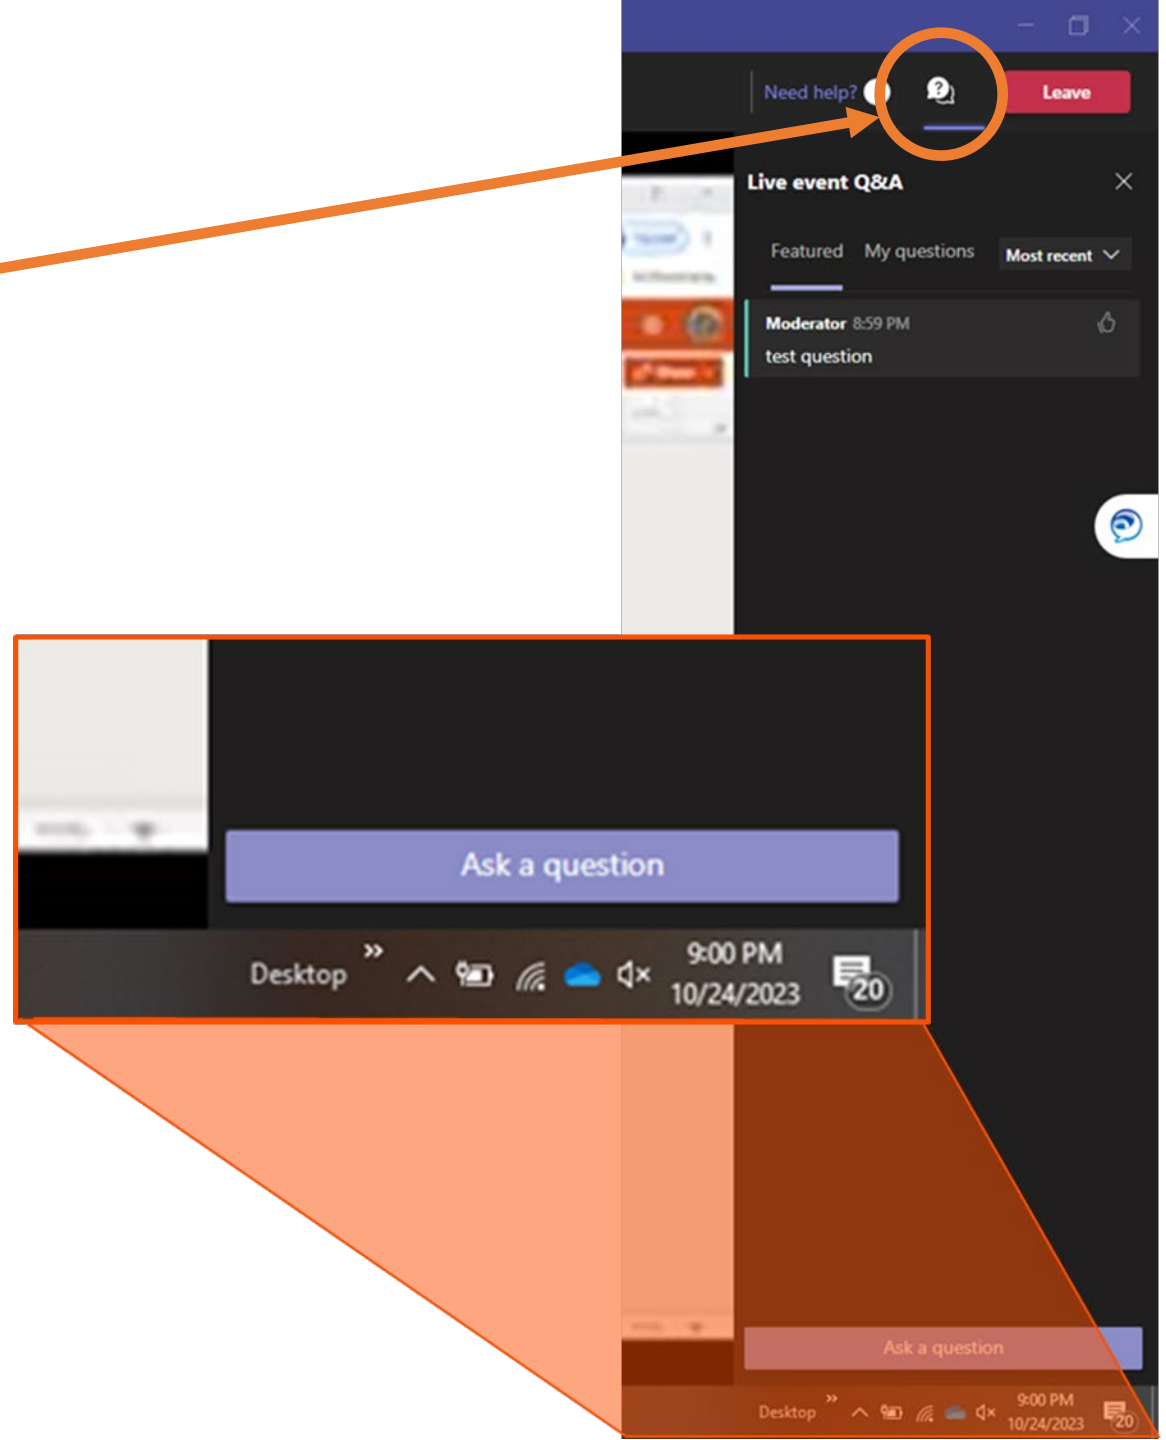 Need help?
Leave
Live event Q&A
Featured My questions Most recent
Moderator 8:59 PM
test question
Ask a question
Desktop
9:00 PM
10/24/2023
20
Ask a question
Desktop
9:00 PM
10/24/2023
20